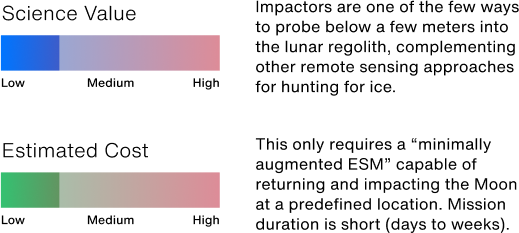 Science Value
Low Medium High
Impactors are one of the few ways
to probe below a few meters into
the lunar regolith, complementing
other remote sensing approaches
for hunting for ice.
Estimated Cost
Low Medium High
This only requires a “minimally
augmented ESM” capable of
returning and impacting the Moon
at a predefined location. Mission
duration is short (days to weeks).